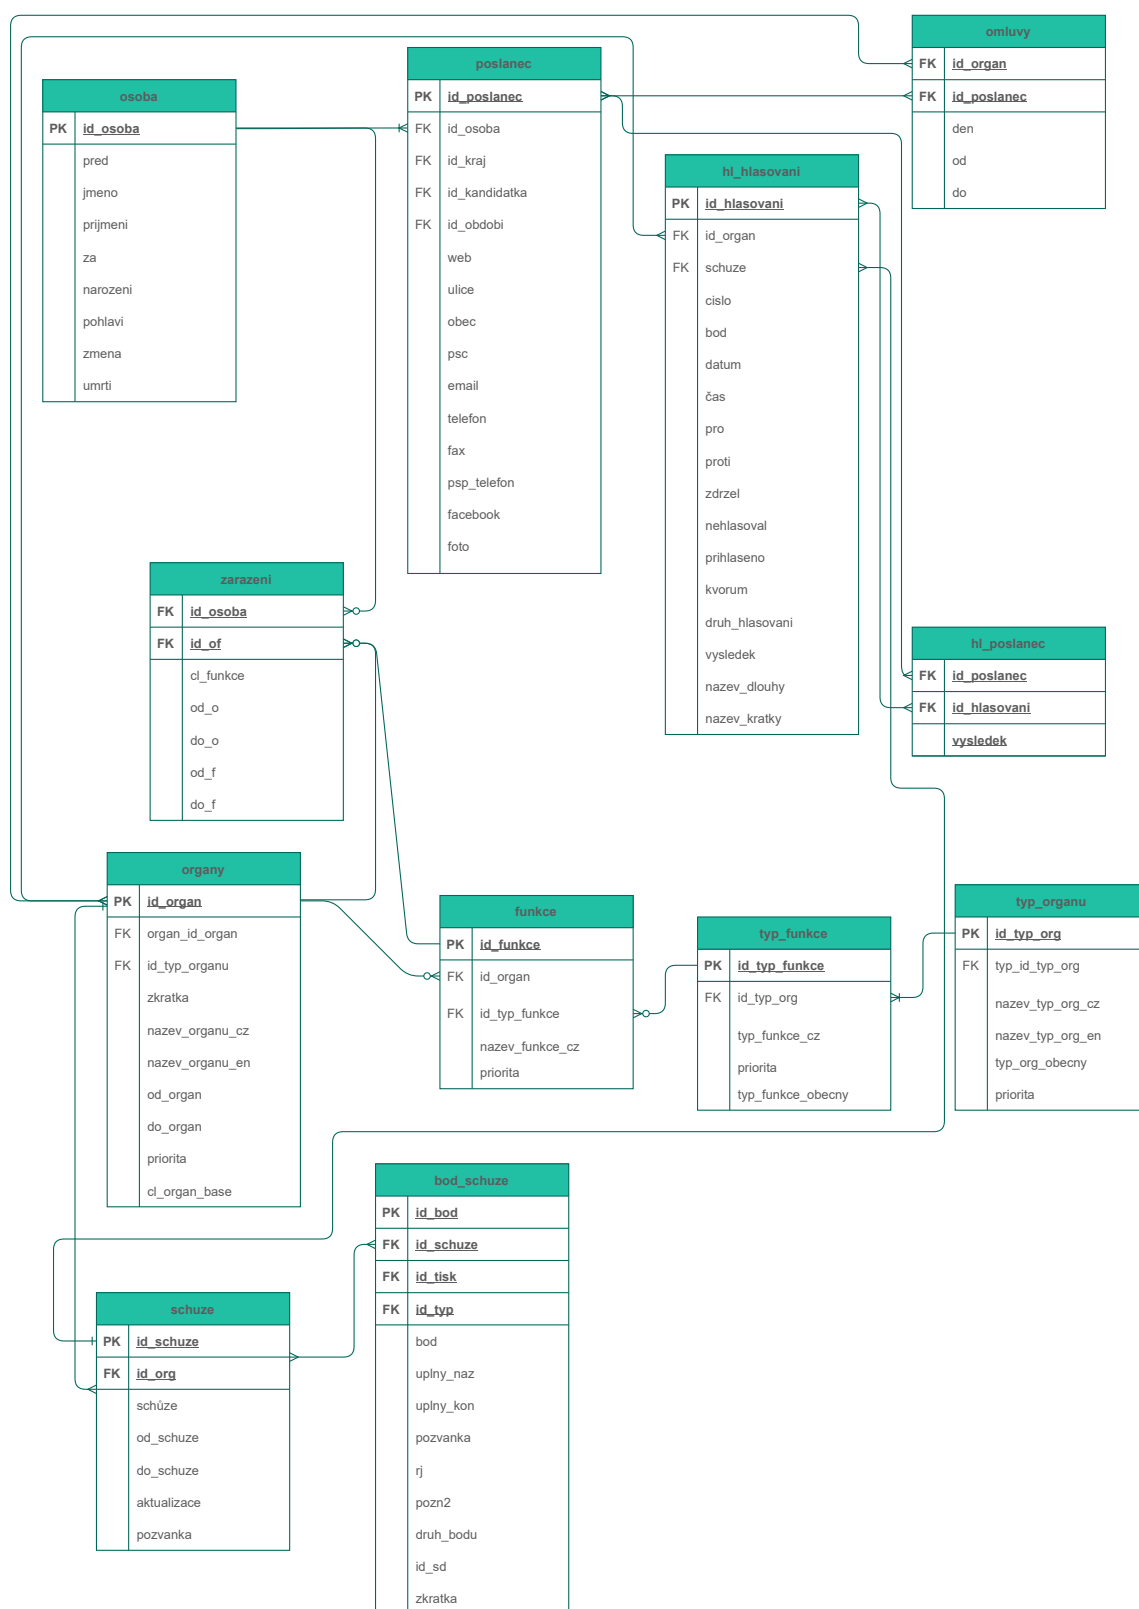 omluvy
FK id_organ
FK id_poslanec
den
od
do
poslanec
PK id_poslanec
FK id_osoba
FK id_kraj
FK id_kandidatka
FK id_obdobi
web
ulice
obec
psc
email
telefon
fax
psp_telefon
facebook
foto
osoba
PK id_osoba
pred
jmeno
prijmeni
za
narozeni
pohlavi
zmena
umrti
hl_hlasovani
PK id_hlasovani
FK id_organ
FK schuze
cislo
bod
datum
čas
pro
proti
zdrzel
nehlasoval
prihlaseno
kvorum
druh_hlasovani
vysledek
nazev_dlouhy
nazev_kratky
zarazeni
FK id_osoba
FK id_of
cl_funkce
od_o
do_o
od_f
do_f
hl_poslanec
FK id_poslanec
FK id_hlasovani
vysledek
organy
PK id_organ
FK organ_id_organ
FK id_typ_organu
zkratka
nazev_organu_cz
nazev_organu_en
od_organ
do_organ
priorita
cl_organ_base
funkce
PK id_funkce
FK id_organ
FK id_typ_funkce
nazev_funkce_cz
priorita
typ_funkce
PK id_typ_funkce
FK id_typ_org
typ_funkce_cz
priorita
typ_funkce_obecny
typ_organu
PK id_typ_org
FK typ_id_typ_org
nazev_typ_org_cz
nazev_typ_org_en
typ_org_obecny
priorita
bod_schuze
PK id_bod
FK id_schuze
FK id_tisk
FK id_typ
bod
uplny_naz
uplny_kon
pozvanka
rj
pozn2
druh_bodu
id_sd
zkratka
schuze
PK id_schuze
FK id_org
schůze
od_schuze
do_schuze
aktualizace
pozvanka